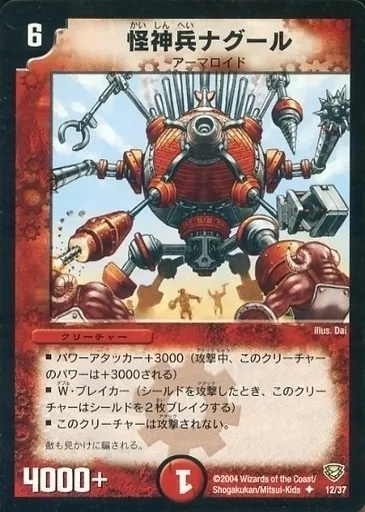 6
かい しん へい
怪神兵ナグール
アーマロイド
illus. Dai
クリーチャー
■ パワーアタッカー+3000（攻撃中、このクリーチャー
のパワーは+3000される）
■ W・ブレイカー（シールドを攻撃したとき、このクリー
チャーはシールドを2枚ブレイクする）
■ このクリーチャーは攻撃されない。
敵も見かけに騙される。
4000+
1
©2004 Wizards of the Coast/
Shogakukan/Mitsui-Kids
12/37